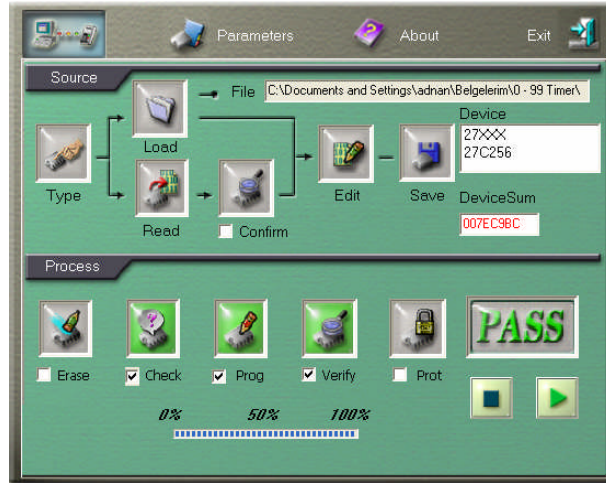 Parameters About Exit
Source
File C:\Documents and Settings\adnan\Belgelerim\0 - 99 Timer\
Device
27XXX
27C256
Load
Type
Edit
Save
DeviceSum
007EC9BC
Read
Confirm
Process
PASS
Erase Check Prog Verify Prot
0% 50% 100%